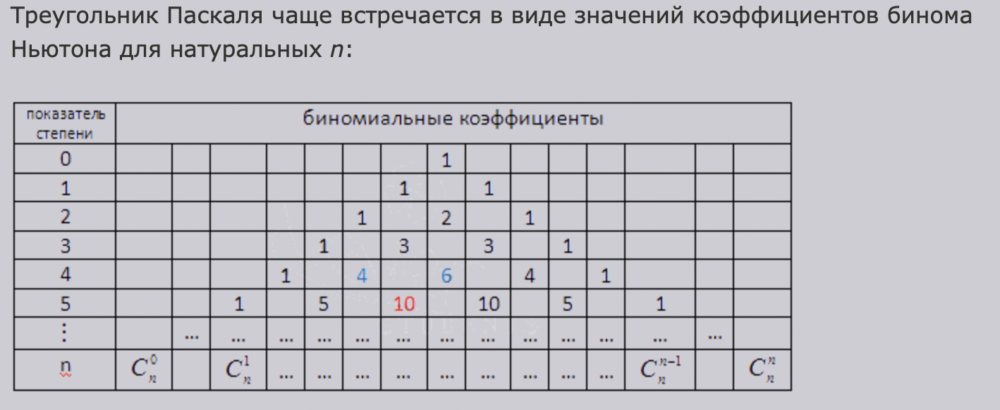 Треугольник Паскаля чаще встречается в виде значений коэффициентов бинома
Ньютона для натуральных n:
показатель степени биномиальные коэффициенты
0 1
1 1 1
2 1 2 1
3 1 3 3 1
4 1 4 6 4 1
5 1 5 10 10 5 1
⋮ ... ... ... ... ... ... ... ... ... ... ... ... ...
n C_n^0 C_n^1 ... ... ... ... ... ... ... ... ... C_n^{n-1} C_n^n